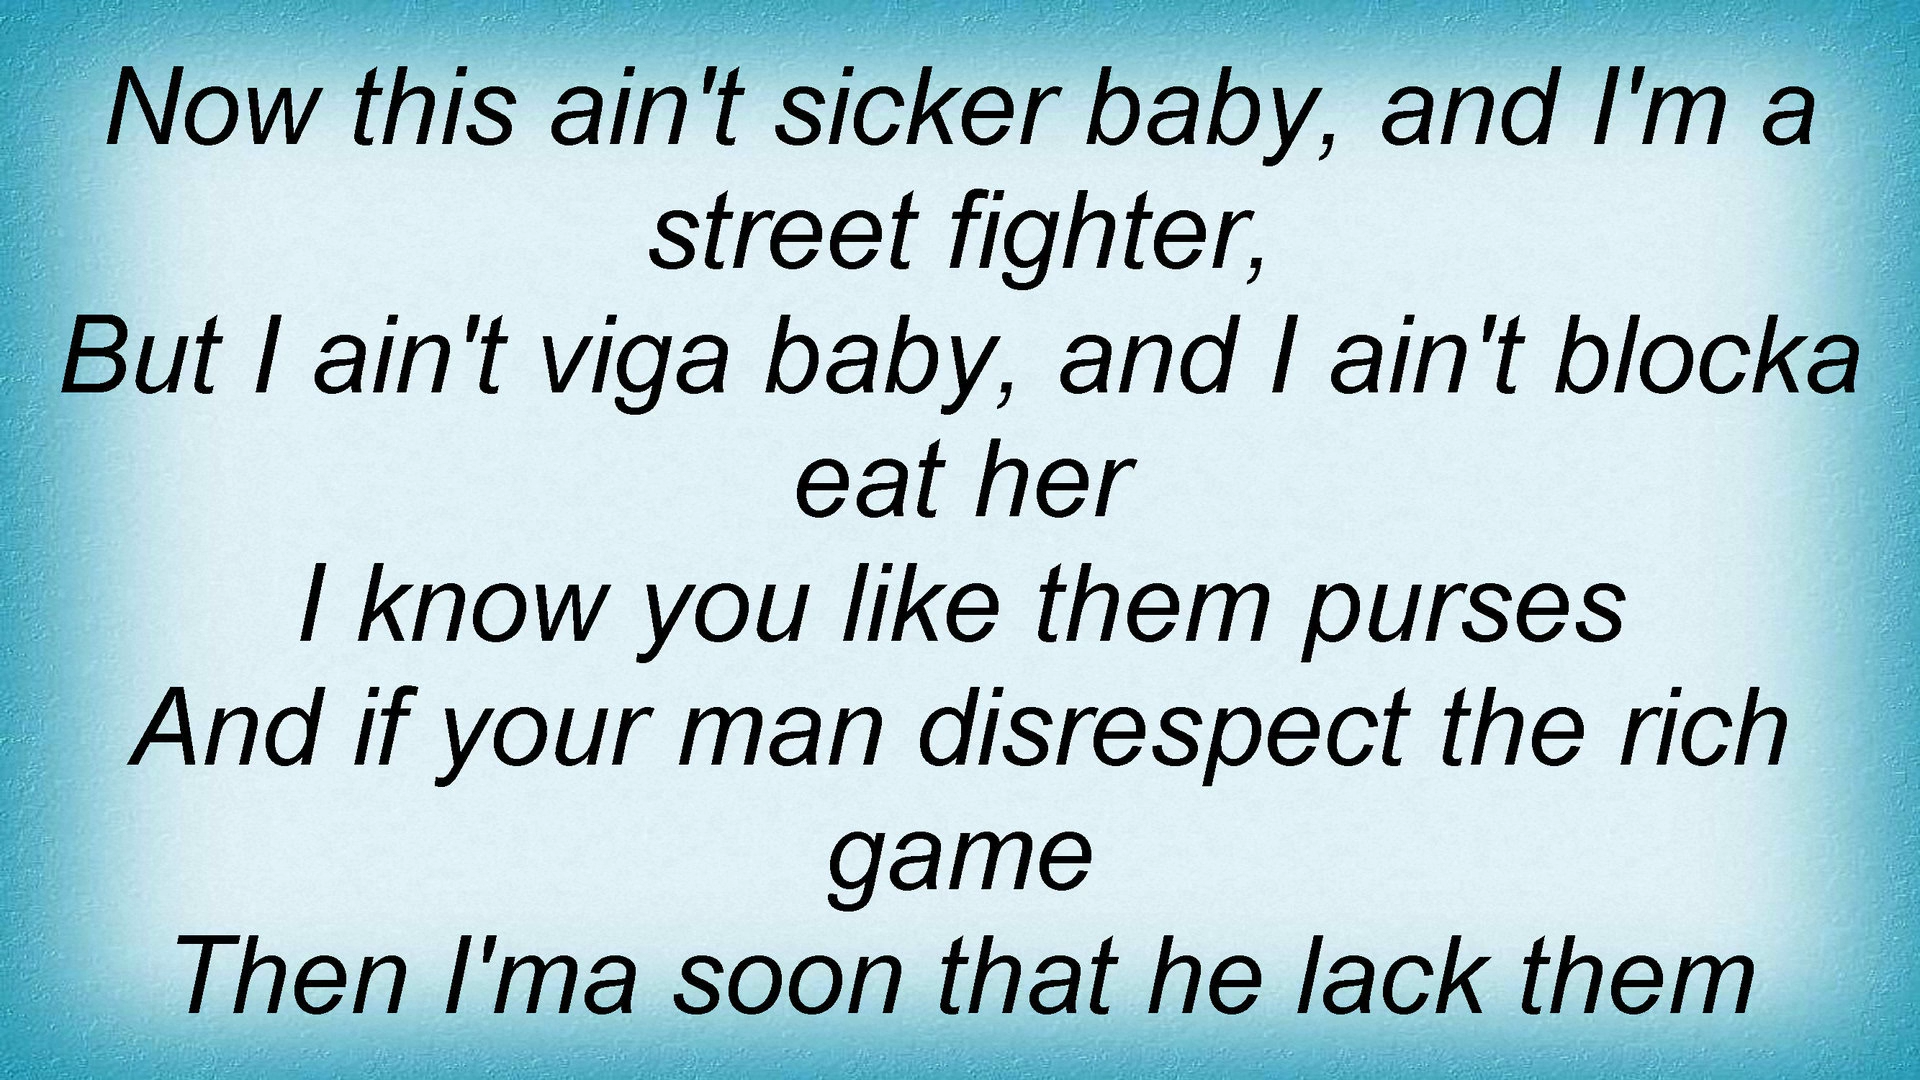 Now this ain't sicker baby, and I'm a
street fighter,
But I ain't viga baby, and I ain't blocka
eat her
I know you like them purses
And if your man disrespect the rich
game
Then I'ma soon that he lack them